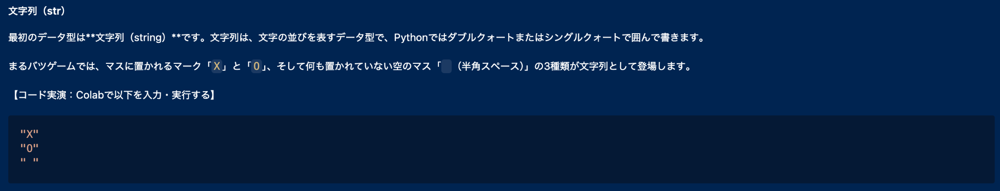 文字列（str）
最初のデータ型は**文字列（string）**です。文字列は、文字の並びを表すデータ型で、Pythonではダブルクォートまたはシングルクォートで囲んで書きます。
まるバツゲームでは、マスに置かれるマーク「X」と「O」、そして何も置かれていない空のマス「 （半角スペース）」の3種類が文字列として登場します。
【コード実演：Colabで以下を入力・実行する】
"X"
"O"
" "